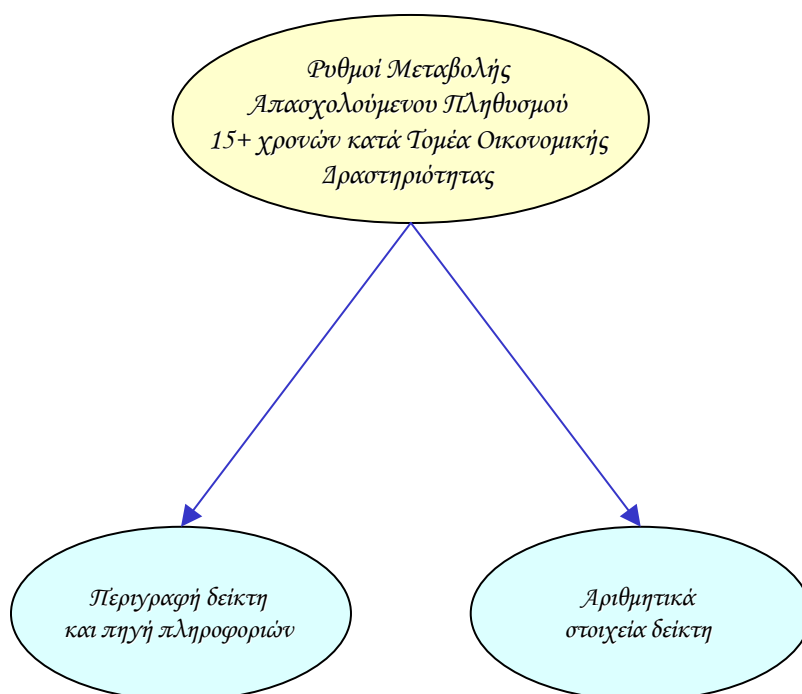 Ρυθμοί Μεταβολής
Απασχολούμενου Πληθυσμού
15+ χρονών κατά Τομέα Οικονομικής
Δραστηριότητας
Περιγραφή δείκτη
και πηγή πληροφοριών
Αριθμητικά
στοιχεία δείκτη